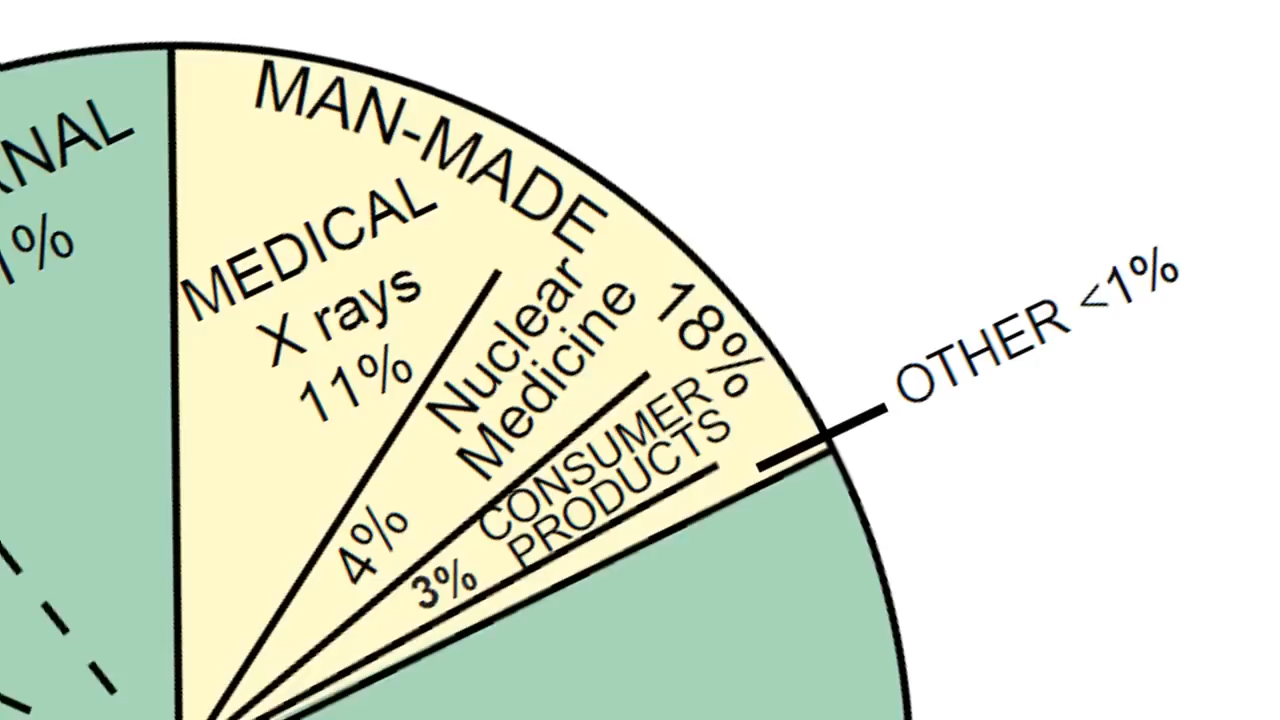 MAN-MADE
18%
MEDICAL
X rays
11%
Nuclear
Medicine
4%
CONSUMER
PRODUCTS
3%
OTHER <1%